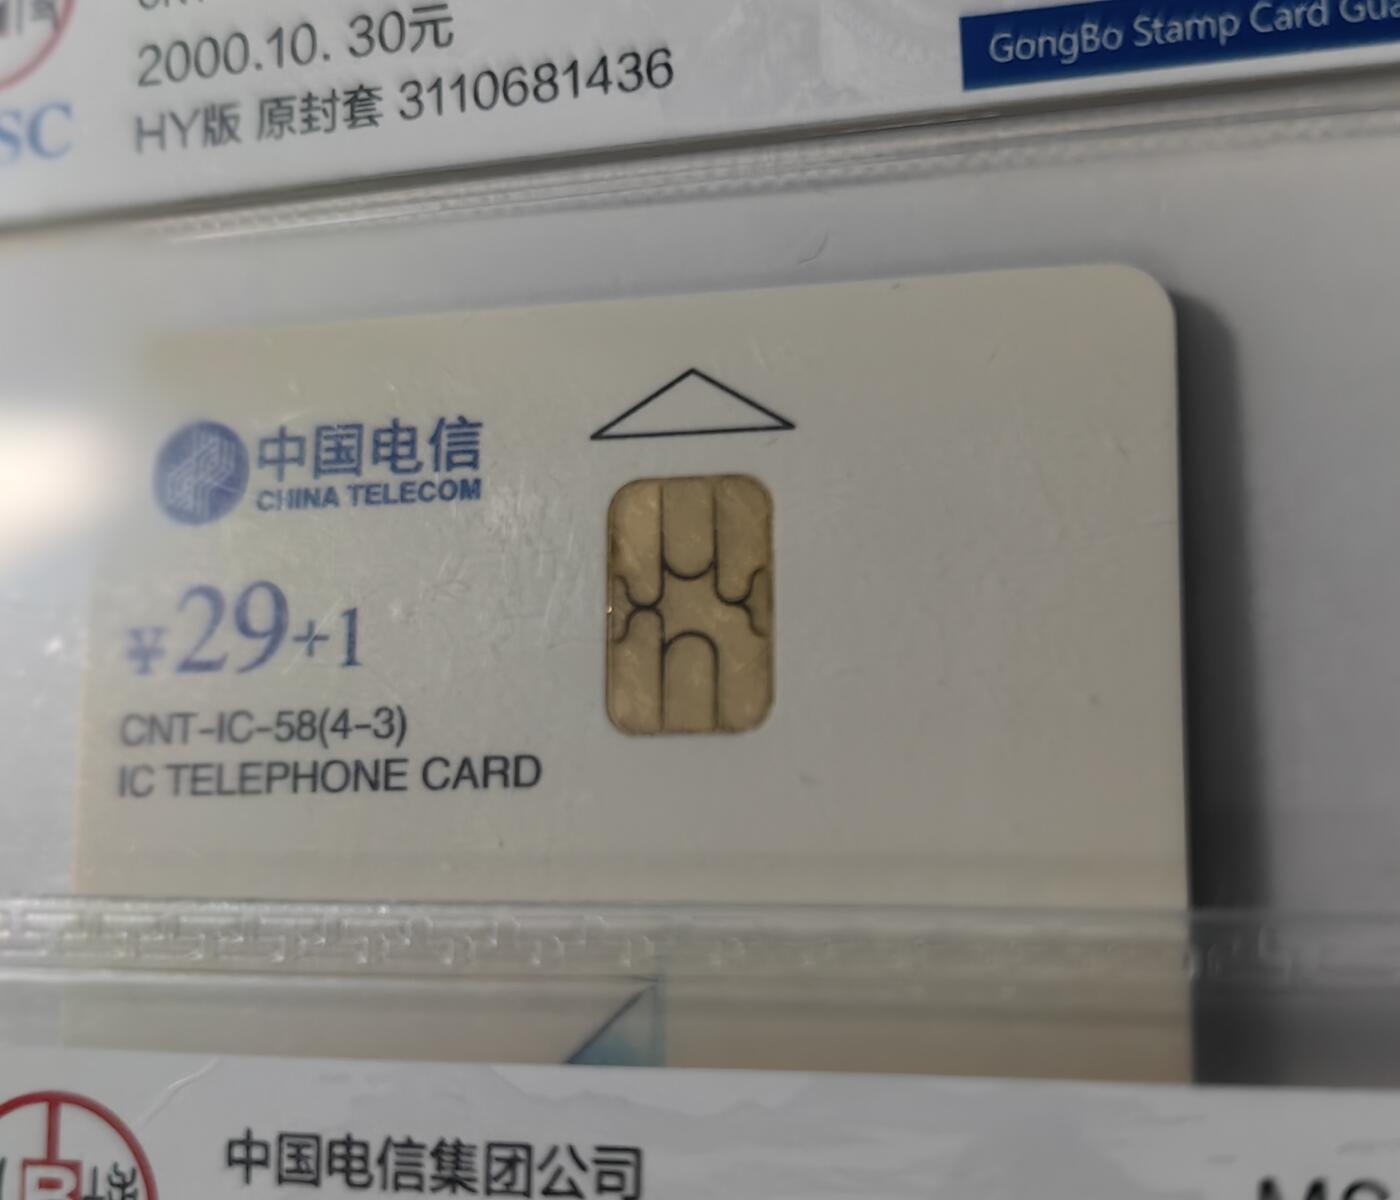 2000.10. 30元
HY版 原封套 3110681436
SC
GongBo Stamp Card Gua
中国电信
CHINA TELECOM
¥29+1
CNT-IC-58(4-3)
IC TELEPHONE CARD
中国电信集团公司